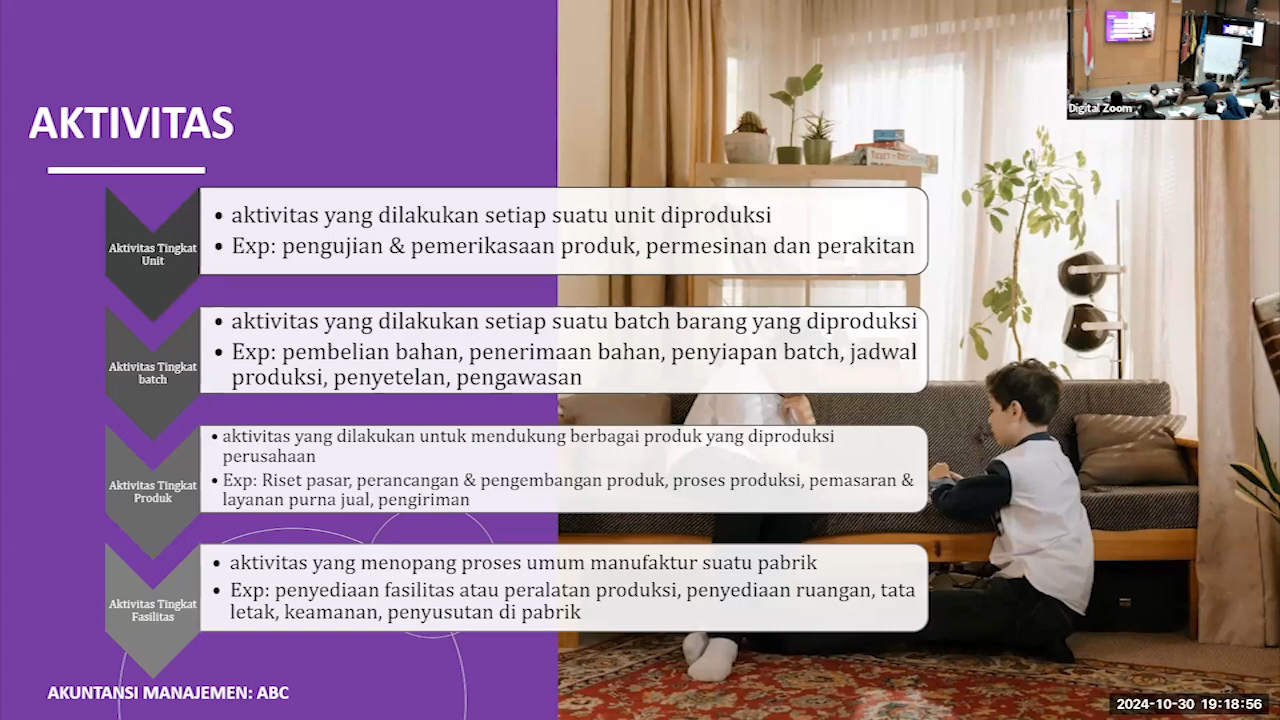 AKTIVITAS
Aktivitas Tingkat
Unit
• aktivitas yang dilakukan setiap suatu unit diproduksi
• Exp: pengujian & pemerikasaan produk, permesinan dan perakitan
Aktivitas Tingkat
batch
• aktivitas yang dilakukan setiap suatu batch barang yang diproduksi
• Exp: pembelian bahan, penerimaan bahan, penyiapan batch, jadwal
produksi, penyetelan, pengawasan
Aktivitas Tingkat
Produk
• aktivitas yang dilakukan untuk mendukung berbagai produk yang diproduksi
perusahaan
• Exp: Riset pasar, perancangan & pengembangan produk, proses produksi, pemasaran &
layanan purna jual, pengiriman
Aktivitas Tingkat
Fasilitas
• aktivitas yang menopang proses umum manufaktur suatu pabrik
• Exp: penyediaan fasilitas atau peralatan produksi, penyediaan ruangan, tata
letak, keamanan, penyusutan di pabrik
AKUNTANSI MANAJEMEN: ABC
Digital Zoom
2024-10-30 19:18:56